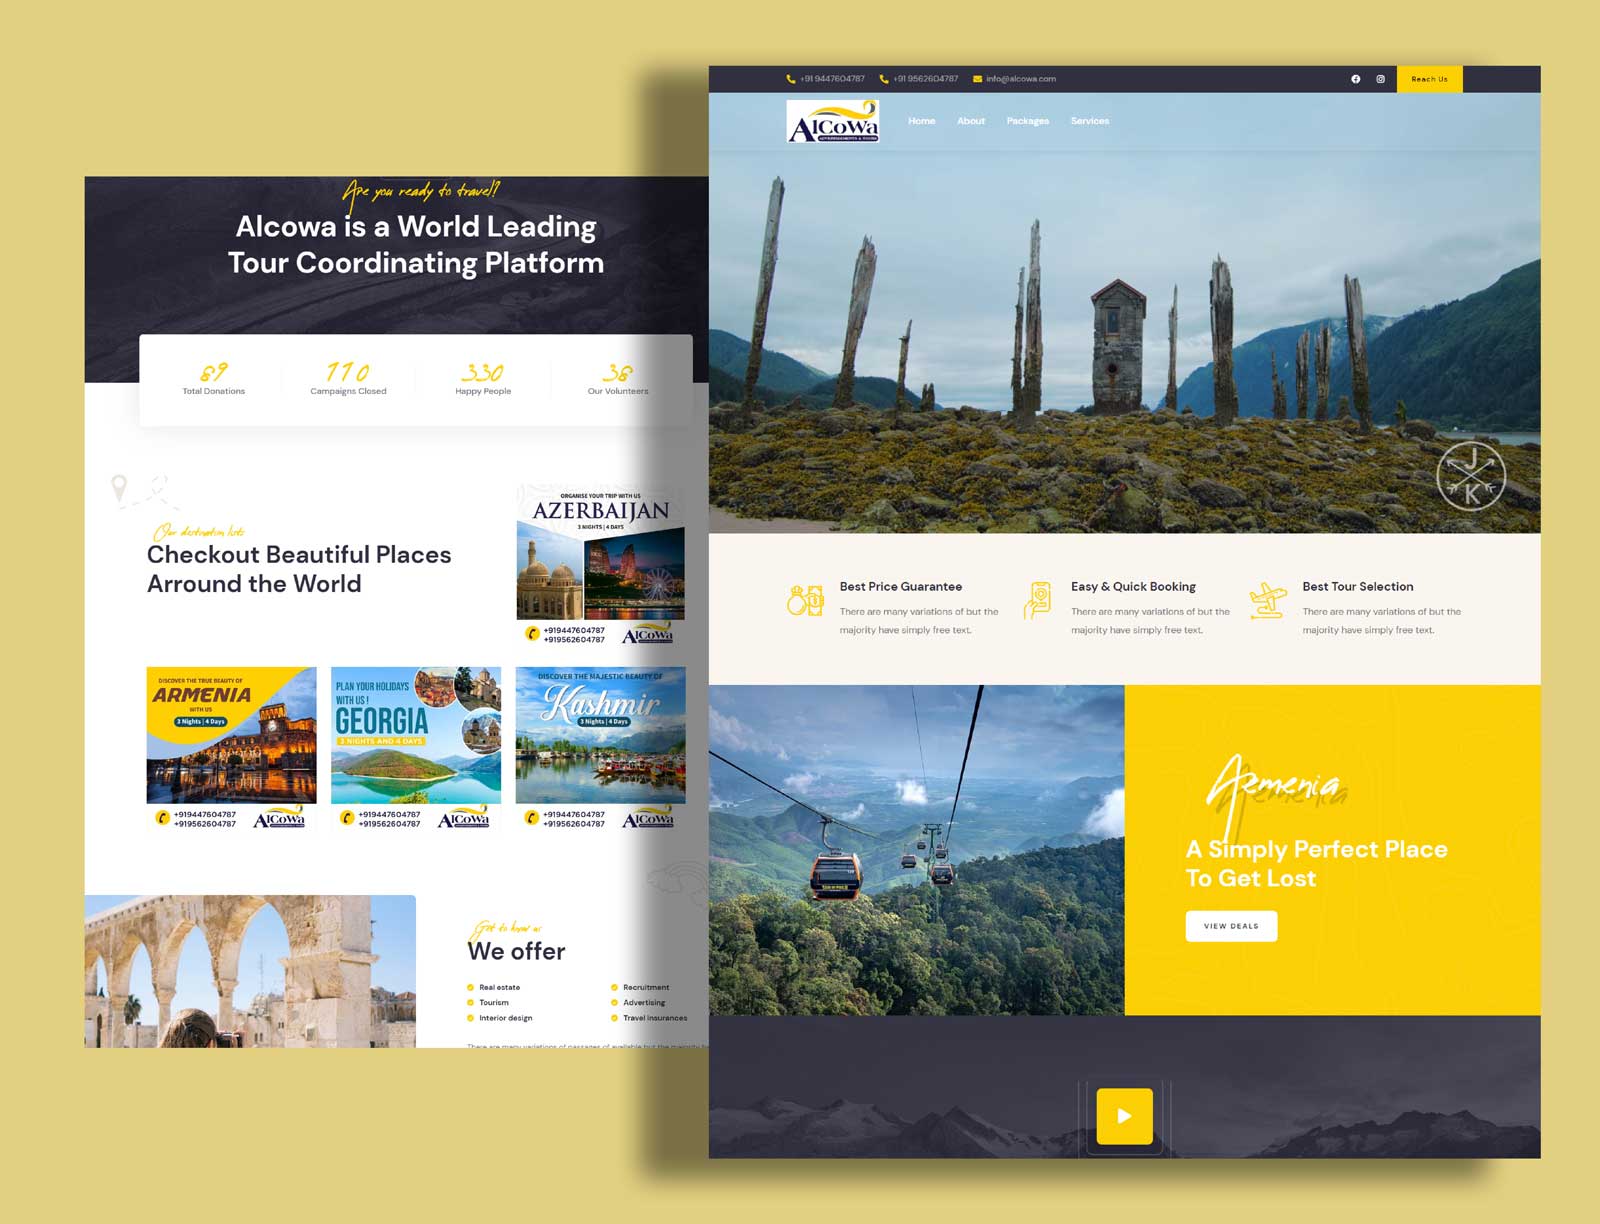 Are you ready to travel?
Alcowa is a World Leading
Tour Coordinating Platform
89
Total Donations
110
Campaigns Closed
330
Happy People
38
Our Volunteers
Our destination lists
Checkout Beautiful Places
Arround the World
ORGANISE YOUR TRIP WITH US
AZERBAIJAN
3 NIGHTS | 4 DAYS
+919447604787
+919562604787
AlCoWa
DISCOVER THE TRUE BEAUTY OF
ARMENIA
WITH US
3 Nights | 4 Days
+919447604787
+919562604787
AlCoWa
PLAN YOUR HOLIDAYS
WITH US !
GEORGIA
3 NIGHTS AND 4 DAYS
+919447604787
+919562604787
AlCoWa
DISCOVER THE MAJESTIC BEAUTY OF
Kashmir
3 Nights | 4 Days
+919447604787
+919562604787
AlCoWa
Get to know us
We offer
Real estate
Recruitment
Tourism
Advertising
Interior design
Travel insurances
There are many variations of passages of available but the majority
+91 9447604787
+91 9562604787
info@alcowa.com
Reach Us
AlCoWa
ADVERTISEMENTS & TOURS
Home
About
Packages
Services
J
K
Best Price Guarantee
There are many variations of but the
majority have simply free text.
Easy & Quick Booking
There are many variations of but the
majority have simply free text.
Best Tour Selection
There are many variations of but the
majority have simply free text.
Aemenia
A Simply Perfect Place
To Get Lost
VIEW DEALS